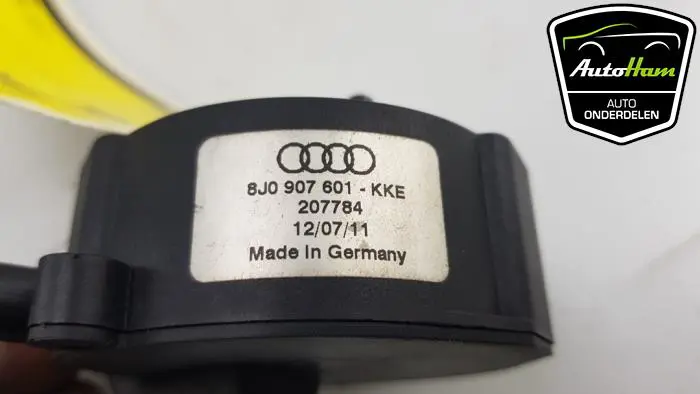 AutoHam
AUTO
ONDERDELEN
8J0 907 601 - KKE
207784
12/07/11
Made In Germany